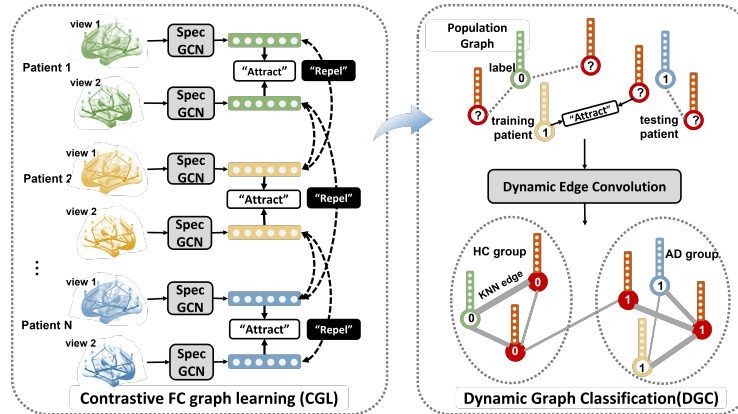 view 1
Spec
GCN
Patient 1
"Attract"
"Repel"
view 2
Spec
GCN
view 1
Spec
GCN
Patient 2
"Attract"
"Repel"
view 2
Spec
GCN
...
view 1
Spec
GCN
Patient N
"Attract"
"Repel"
view 2
Spec
GCN
Contrastive FC graph learning (CGL)
Population
Graph
label
0
?
?
1
?
?
training
patient
1
"Attract"
testing
patient
Dynamic Edge Convolution
HC group
KNN edge
0
0
0
AD group
1
1
1
1
Dynamic Graph Classification(DGC)